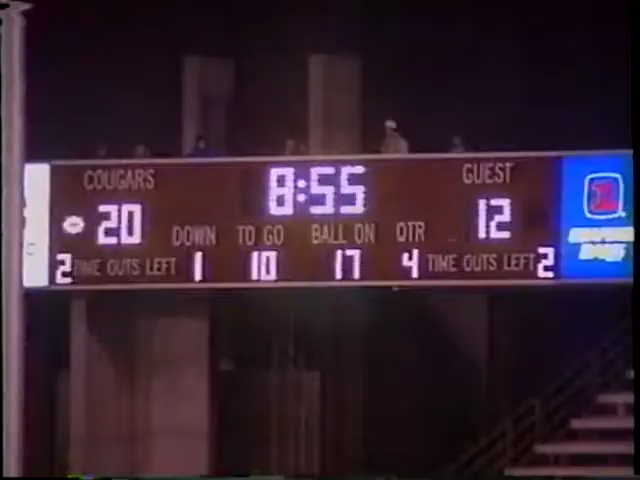 COUGARS 8:55 GUEST
20 12
DOWN TO GO BALL ON QTR
2 TIME OUTS LEFT 1 10 17 4 TIME OUTS LEFT 2